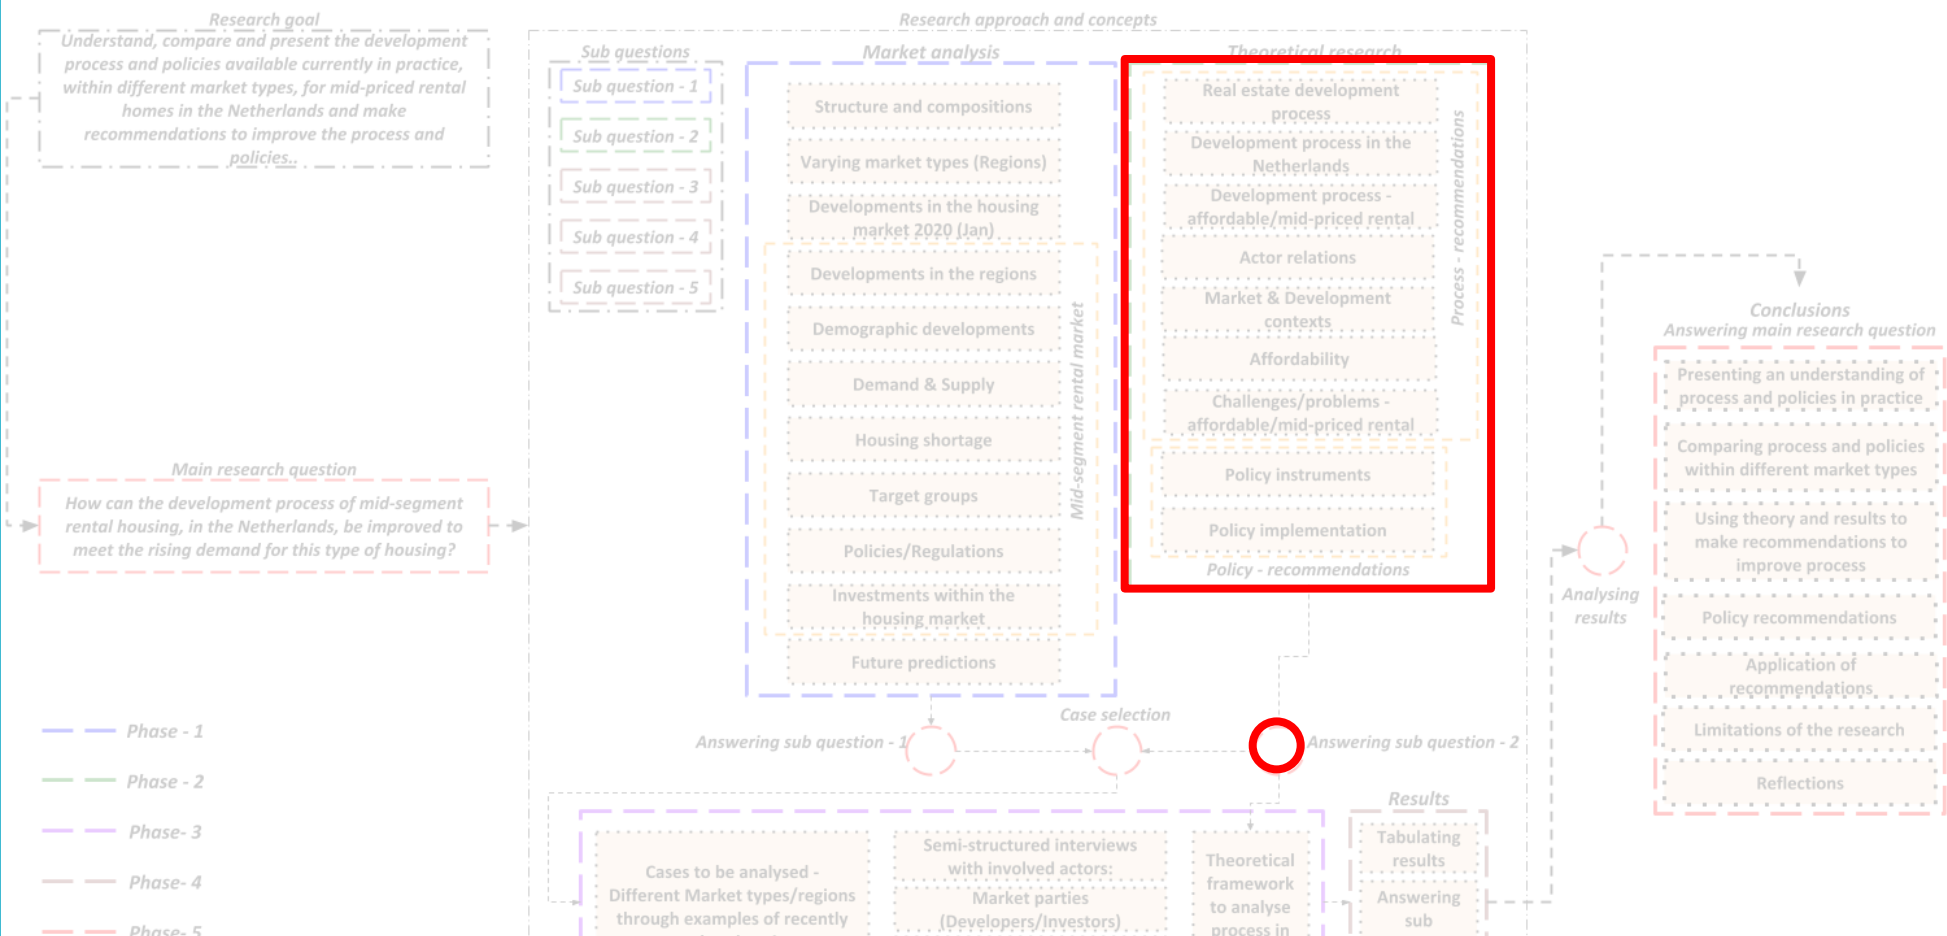 Research goal
Understand, compare and present the development
process and policies available currently in practice,
within different market types, for mid-priced rental
homes in the Netherlands and make
recommendations to improve the process and
policies..
Main research question
How can the development process of mid-segment
rental housing, in the Netherlands, be improved to
meet the rising demand for this type of housing?
Phase - 1
Phase - 2
Phase- 3
Phase- 4
Phase- 5
Research approach and concepts
Sub questions
Sub question - 1
Sub question - 2
Sub question - 3
Sub question - 4
Sub question - 5
Market analysis
Structure and compositions
Varying market types (Regions)
Developments in the housing
market 2020 (Jan)
Developments in the regions
Demographic developments
Demand & Supply
Housing shortage
Target groups
Policies/Regulations
Investments within the
housing market
Future predictions
Mid-segment rental market
Theoretical research
Real estate development
process
Development process in the
Netherlands
Development process -
affordable/mid-priced rental
Actor relations
Market & Development
contexts
Affordability
Challenges/problems -
affordable/mid-priced rental
Process - recommendations
Policy instruments
Policy implementation
Policy - recommendations
Answering sub question - 1
Case selection
Answering sub question - 2
Cases to be analysed -
Different Market types/regions
through examples of recently
Semi-structured interviews
with involved actors:
Market parties
(Developers/Investors)
Theoretical
framework
to analyse
process in
Results
Tabulating
results
Answering
sub
Analysing
results
Conclusions
Answering main research question
Presenting an understanding of
process and policies in practice
Comparing process and policies
within different market types
Using theory and results to
make recommendations to
improve process
Policy recommendations
Application of
recommendations
Limitations of the research
Reflections